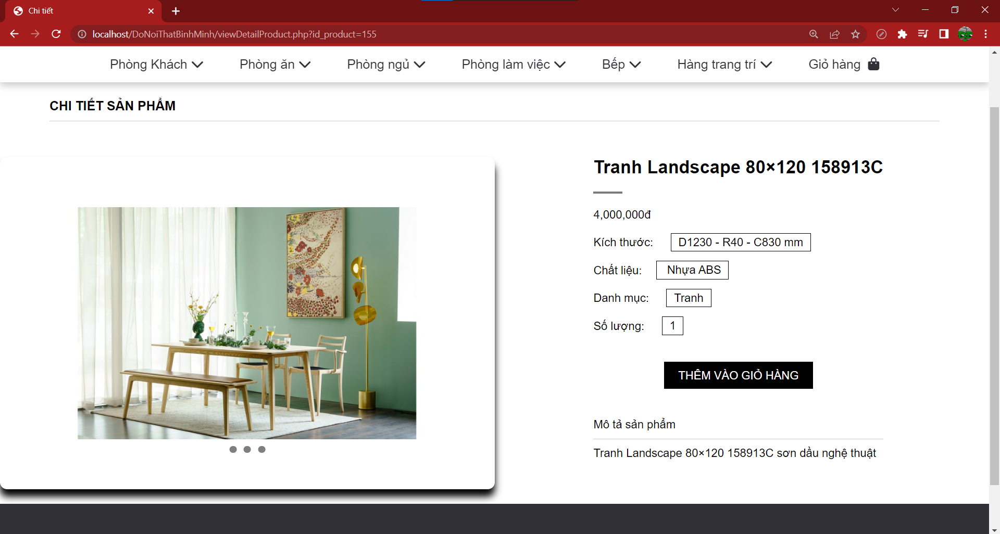 Chi tiết
localhost/DoNoiThatBinhMinh/viewDetailProduct.php?id_product=155
Phòng Khách Phòng ăn Phòng ngủ Phòng làm việc Bếp Hàng trang trí Giỏ hàng
CHI TIẾT SẢN PHẨM
Tranh Landscape 80×120 158913C
4,000,000đ
Kích thước: D1230 - R40 - C830 mm
Chất liệu: Nhựa ABS
Danh mục: Tranh
Số lượng: 1
THÊM VÀO GIỎ HÀNG
Mô tả sản phẩm
Tranh Landscape 80×120 158913C sơn dầu nghệ thuật